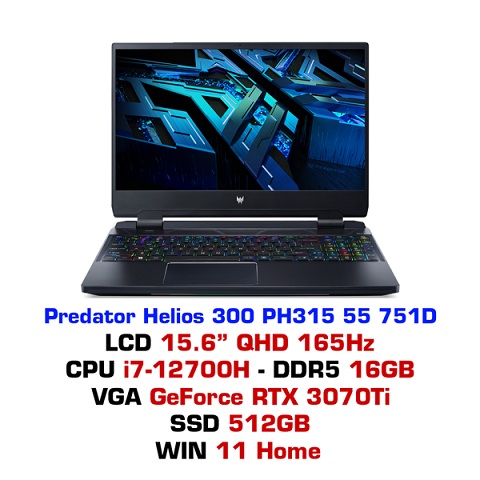 Predator Helios 300 PH315 55 751D
LCD 15.6” QHD 165Hz
CPU i7-12700H - DDR5 16GB
VGA GeForce RTX 3070Ti
SSD 512GB
WIN 11 Home